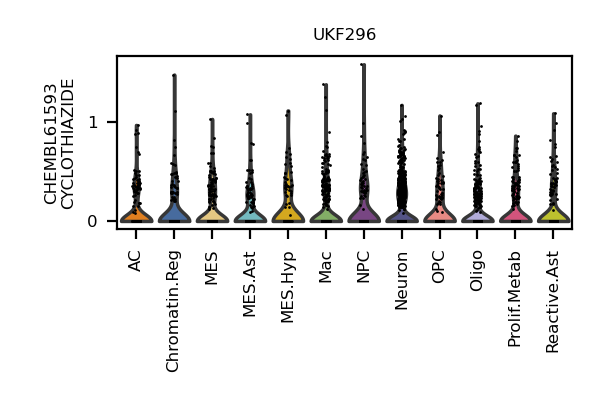 UKF296
CHEMBL61593
CYCLOTHIAZIDE
1
0
AC
Chromatin.Reg
MES
MES.Ast
MES.Hyp
Mac
NPC
Neuron
OPC
Oligo
Prolif.Metab
Reactive.Ast